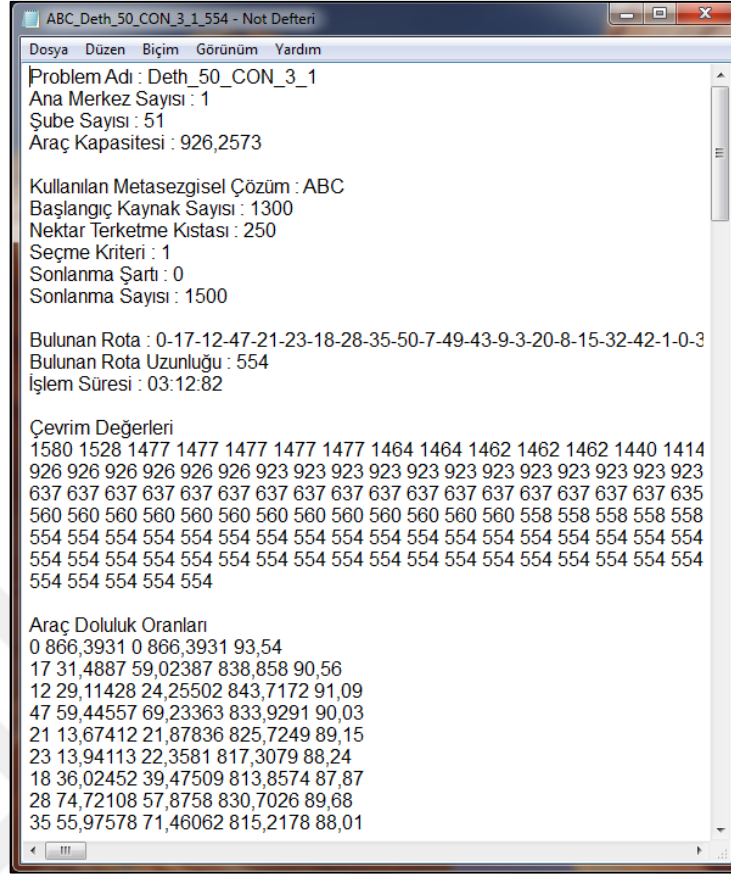 ABC_Deth_50_CON_3_1_554 - Not Defteri
Dosya Düzen Biçim Görünüm Yardım
Problem Adı : Deth_50_CON_3_1
Ana Merkez Sayısı : 1
Şube Sayısı : 51
Araç Kapasitesi : 926,2573
Kullanılan Metasezgisel Çözüm : ABC
Başlangıç Kaynak Sayısı : 1300
Nektar Terketme Kıstası : 250
Seçme Kriteri : 1
Sonlanma Şartı : 0
Sonlanma Sayısı : 1500
Bulunan Rota : 0-17-12-47-21-23-18-28-35-50-7-49-43-9-3-20-8-15-32-42-1-0-3
Bulunan Rota Uzunluğu : 554
İşlem Süresi : 03:12:82
Çevrim Değerleri
1580 1528 1477 1477 1477 1477 1477 1464 1464 1462 1462 1462 1440 1414
926 926 926 926 926 926 923 923 923 923 923 923 923 923 923 923 923 923
637 637 637 637 637 637 637 637 637 637 637 637 637 637 637 637 637 635
560 560 560 560 560 560 560 560 560 560 560 560 560 558 558 558 558 558
554 554 554 554 554 554 554 554 554 554 554 554 554 554 554 554 554 554
554 554 554 554 554 554 554 554 554 554 554 554 554 554 554 554 554 554
554 554 554 554 554
Araç Doluluk Oranları
0 866,3931 0 866,3931 93,54
17 31,4887 59,02387 838,858 90,56
12 29,11428 24,25502 843,7172 91,09
47 59,44557 69,23363 833,9291 90,03
21 13,67412 21,87836 825,7249 89,15
23 13,94113 22,3581 817,3079 88,24
18 36,02452 39,47509 813,8574 87,87
28 74,72108 57,8758 830,7026 89,68
35 55,97578 71,46062 815,2178 88,01